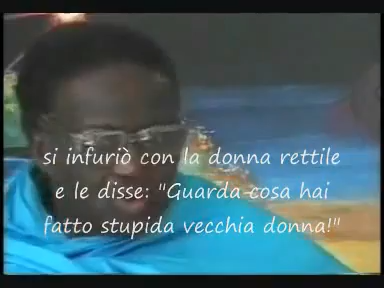 si infuriò con la donna rettile
e le disse: "Guarda cosa hai
fatto stupida vecchia donna!"